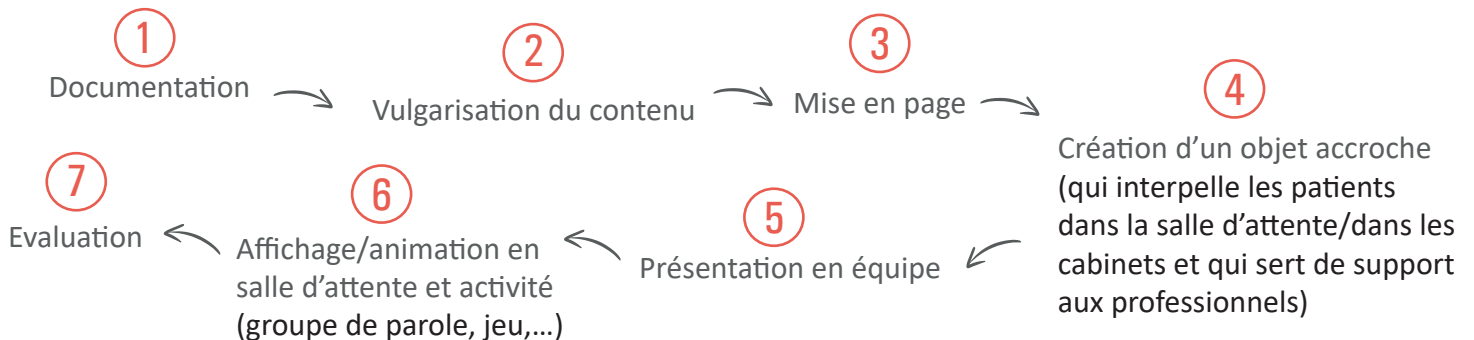 1
Documentation
2
Vulgarisation du contenu
3
Mise en page
4
Création d’un objet accroche
(qui interpelle les patients
dans la salle d’attente/dans les
cabinets et qui sert de support
aux professionnels)
5
Présentation en équipe
6
Affichage/animation en
salle d’attente et activité
(groupe de parole, jeu,...)
7
Evaluation